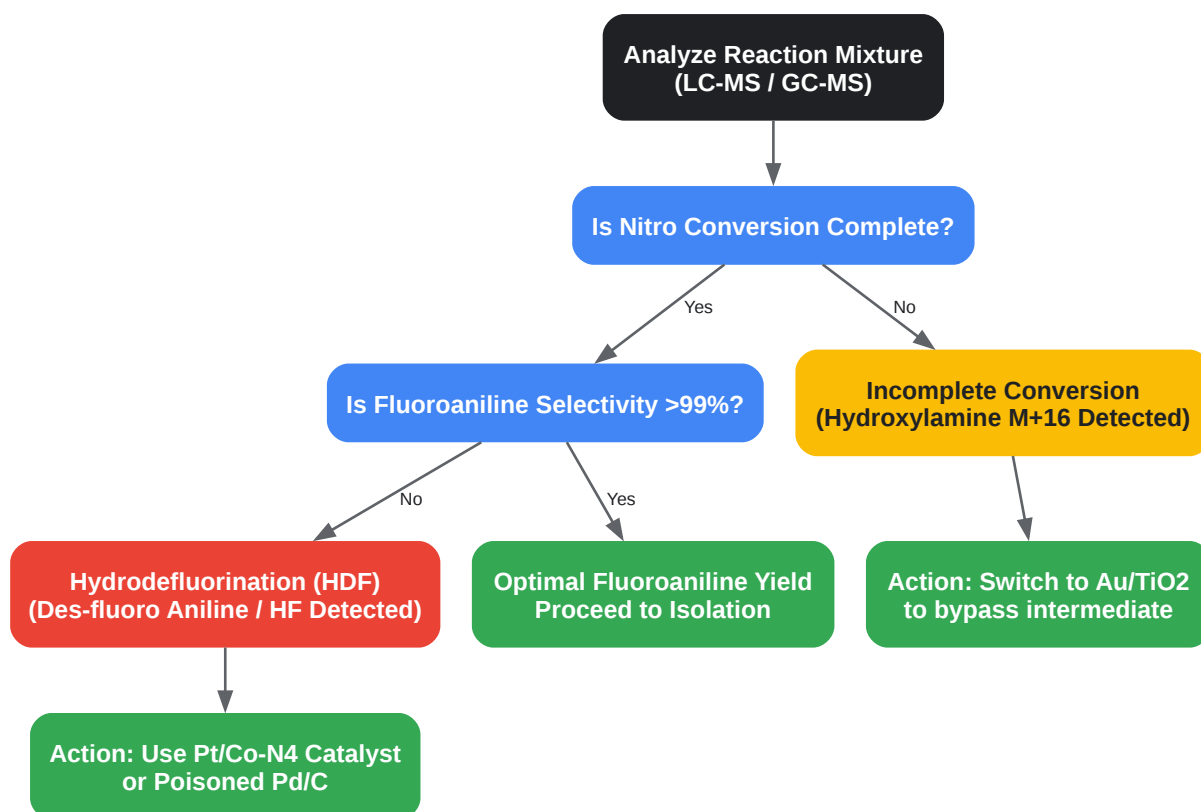 Analyze Reaction Mixture
(LC-MS / GC-MS)
Is Nitro Conversion Complete?
Yes
No
Is Fluoroaniline Selectivity >99%?
Incomplete Conversion
(Hydroxylamine M+16 Detected)
No
Yes
Hydrodefluorination (HDF)
(Des-fluoro Aniline / HF Detected)
Optimal Fluoroaniline Yield
Proceed to Isolation
Action: Switch to Au/TiO2
to bypass intermediate
Action: Use Pt/Co-N4 Catalyst
or Poisoned Pd/C